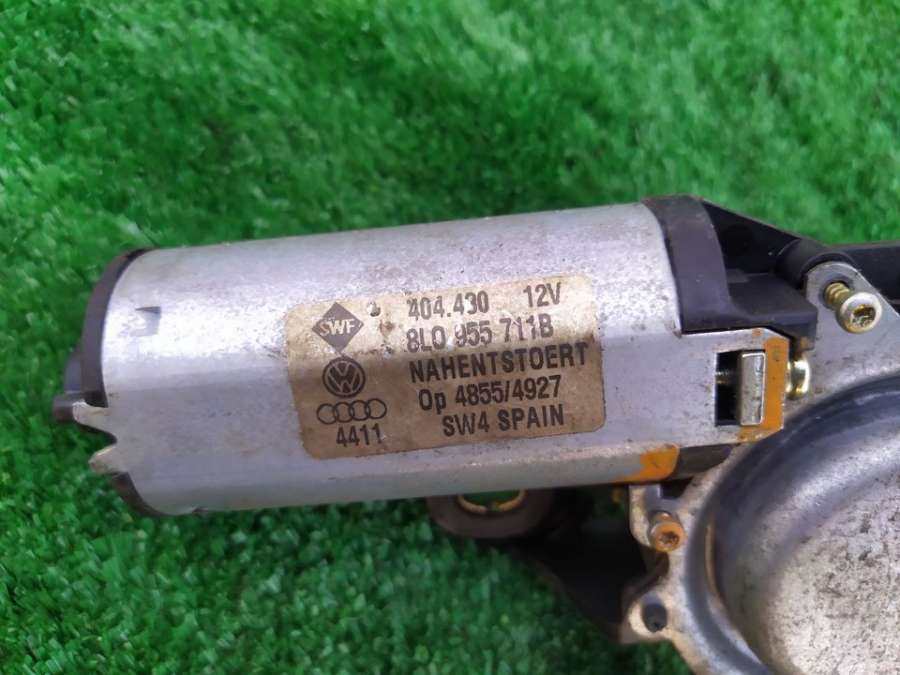 SWF 404.430 12V
8L0 955 711B
NAHENTSTOERT
Op 4855/4927
4411 SW4 SPAIN